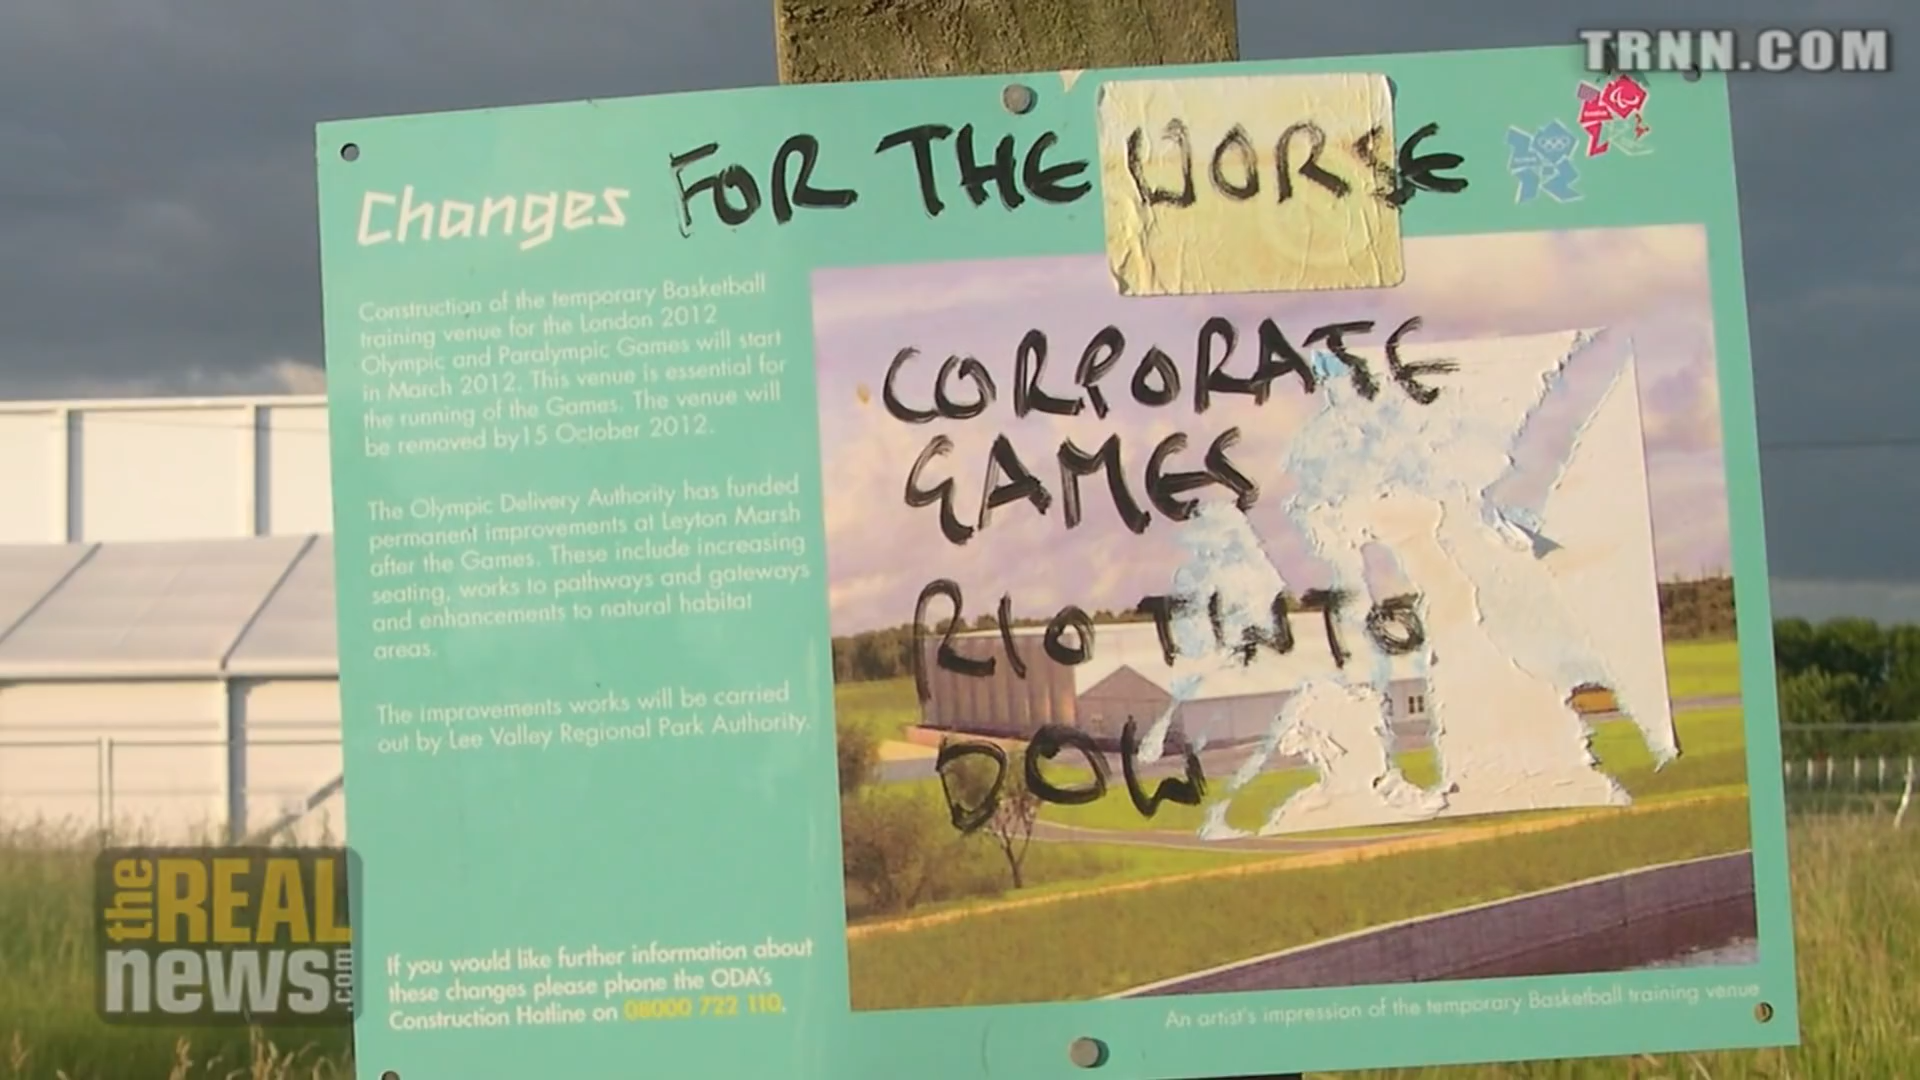 TRNN.COM
Changes FOR THE WORSE
Construction of the temporary Basketball
training venue for the London 2012
Olympic and Paralympic Games will start
in March 2012. This venue is essential for
the running of the Games. The venue will
be removed by15 October 2012.
The Olympic Delivery Authority has funded
permanent improvements at Leyton Marsh
after the Games. These include increasing
seating, works to pathways and gateways
and enhancements to natural habitat
areas.
The improvements works will be carried
out by Lee Valley Regional Park Authority.
If you would like further information about
these changes please phone the ODA's
Construction Hotline on 08000 722 110.
CORPORATE
GAMES
RIO TINTO
DOW
An artist's impression of the temporary Basketball training venue
the REAL
news.com